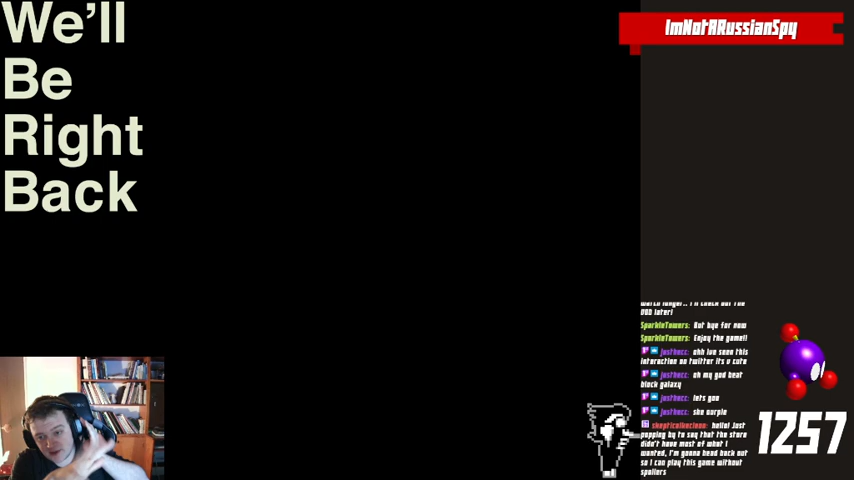 We'll
Be
Right
Back
ImNotARussianSpy
VOD later!
SparkleTowers: But bye for now
SparkleTowers: Enjoy the game!!
justhecc: ohh ive seen this
interaction on twitter its v cute
justhecc: oh my god beat
block galaxy
justhecc: lets goo
justhecc: she purple
hello! Just
popping by to say that the store
didn't have most of what I
wanted, I'm gonna head back out
so I can play this game without
spoilers
1257